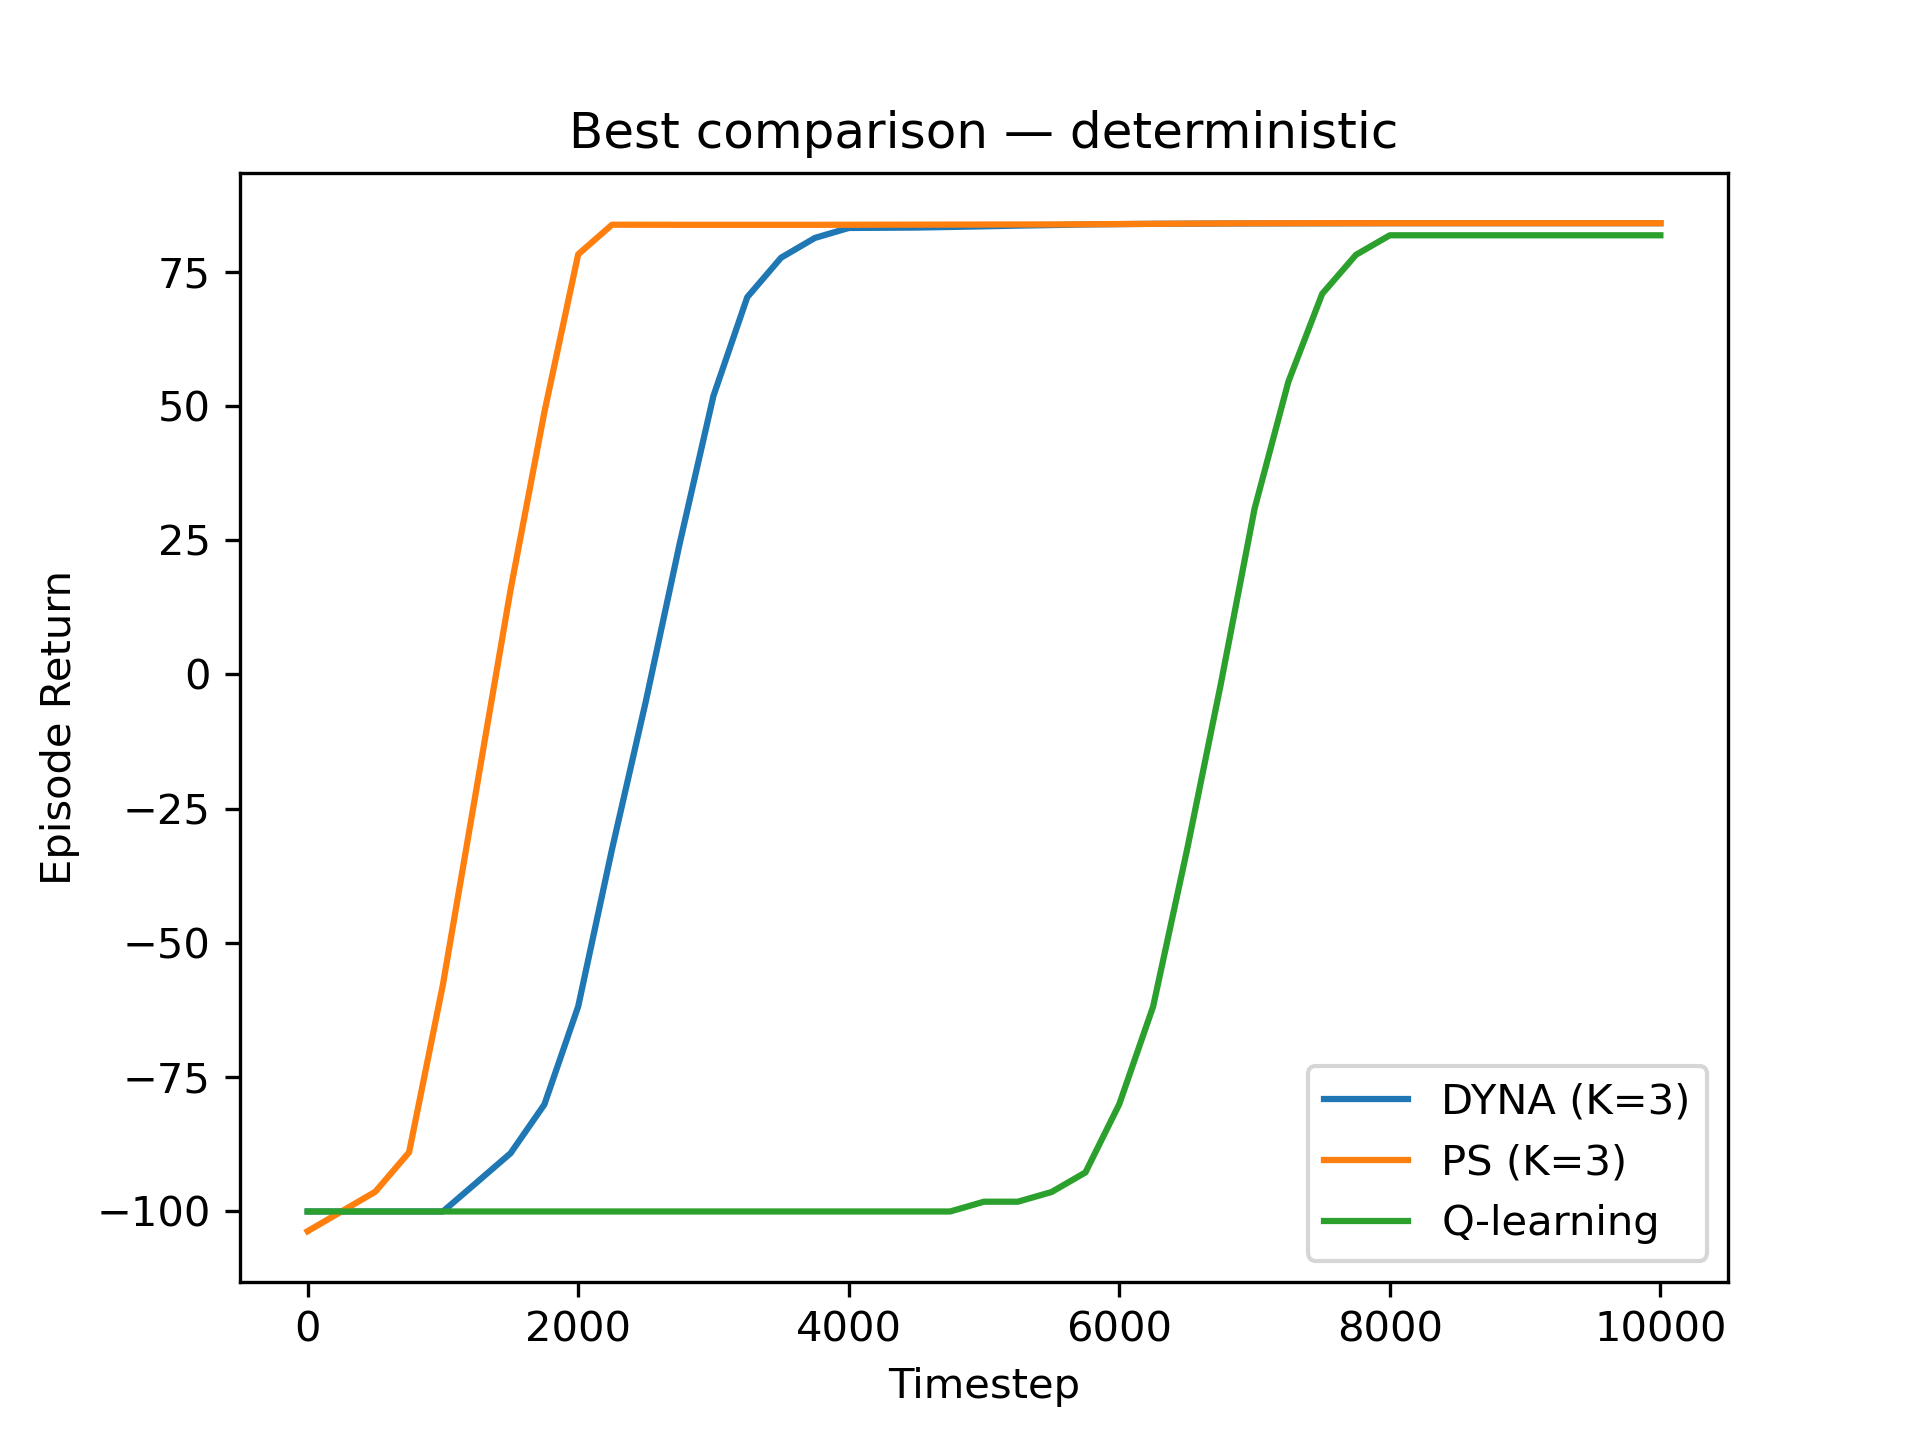 Best comparison — deterministic
Episode Return
75
50
25
0
−25
−50
−75
−100
0 2000 4000 6000 8000 10000
Timestep
DYNA (K=3)
PS (K=3)
Q-learning